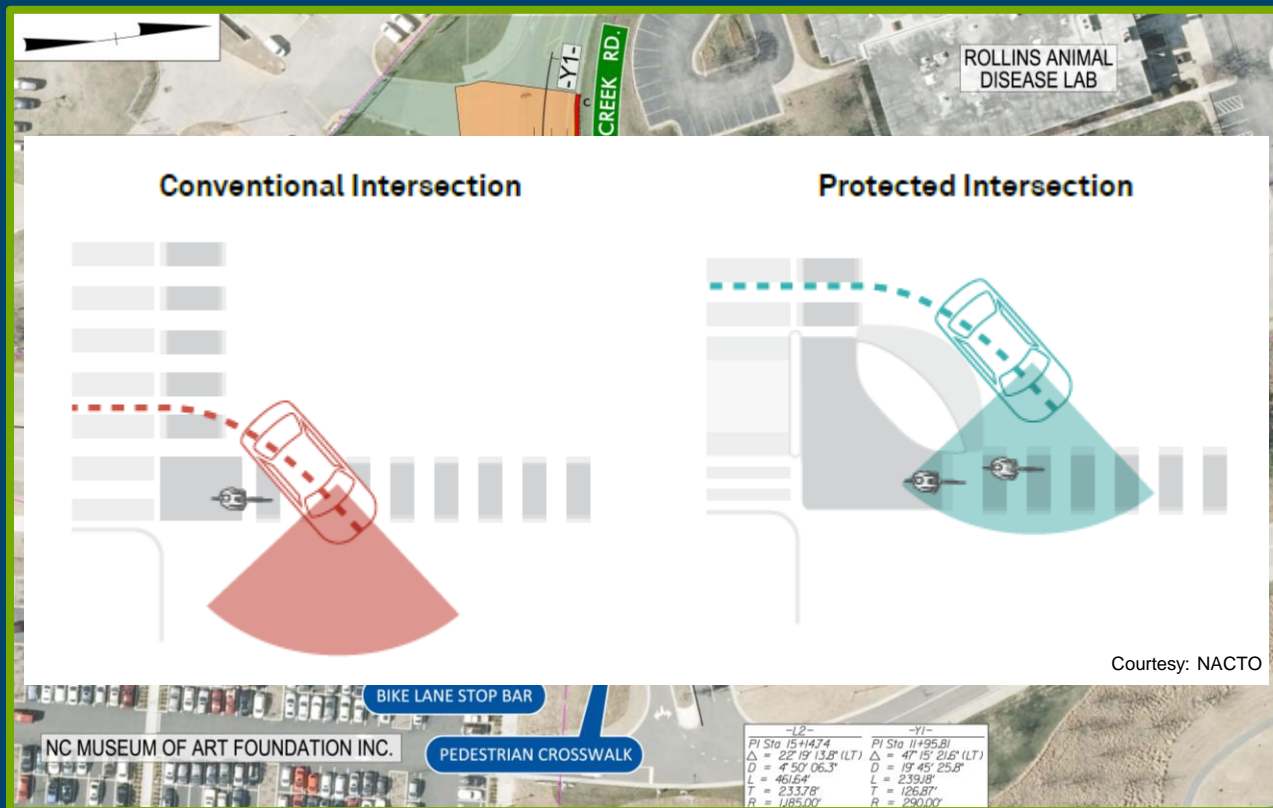 -Y1-
CREEK RD.
C
ROLLINS ANIMAL
DISEASE LAB
Conventional Intersection
Protected Intersection
Courtesy: NACTO
BIKE LANE STOP BAR
NC MUSEUM OF ART FOUNDATION INC.
PEDESTRIAN CROSSWALK
-L2-
PI Sta 15+14.74
Δ = 22° 19' 13.8" (LT)
D = 4° 50' 06.3"
L = 461.64'
T = 233.78'
R = 1,185.00'
-Y1-
PI Sta 11+95.81
Δ = 47° 15' 21.6" (LT)
D = 19° 45' 25.8"
L = 239.18'
T = 126.87'
R = 290.00'